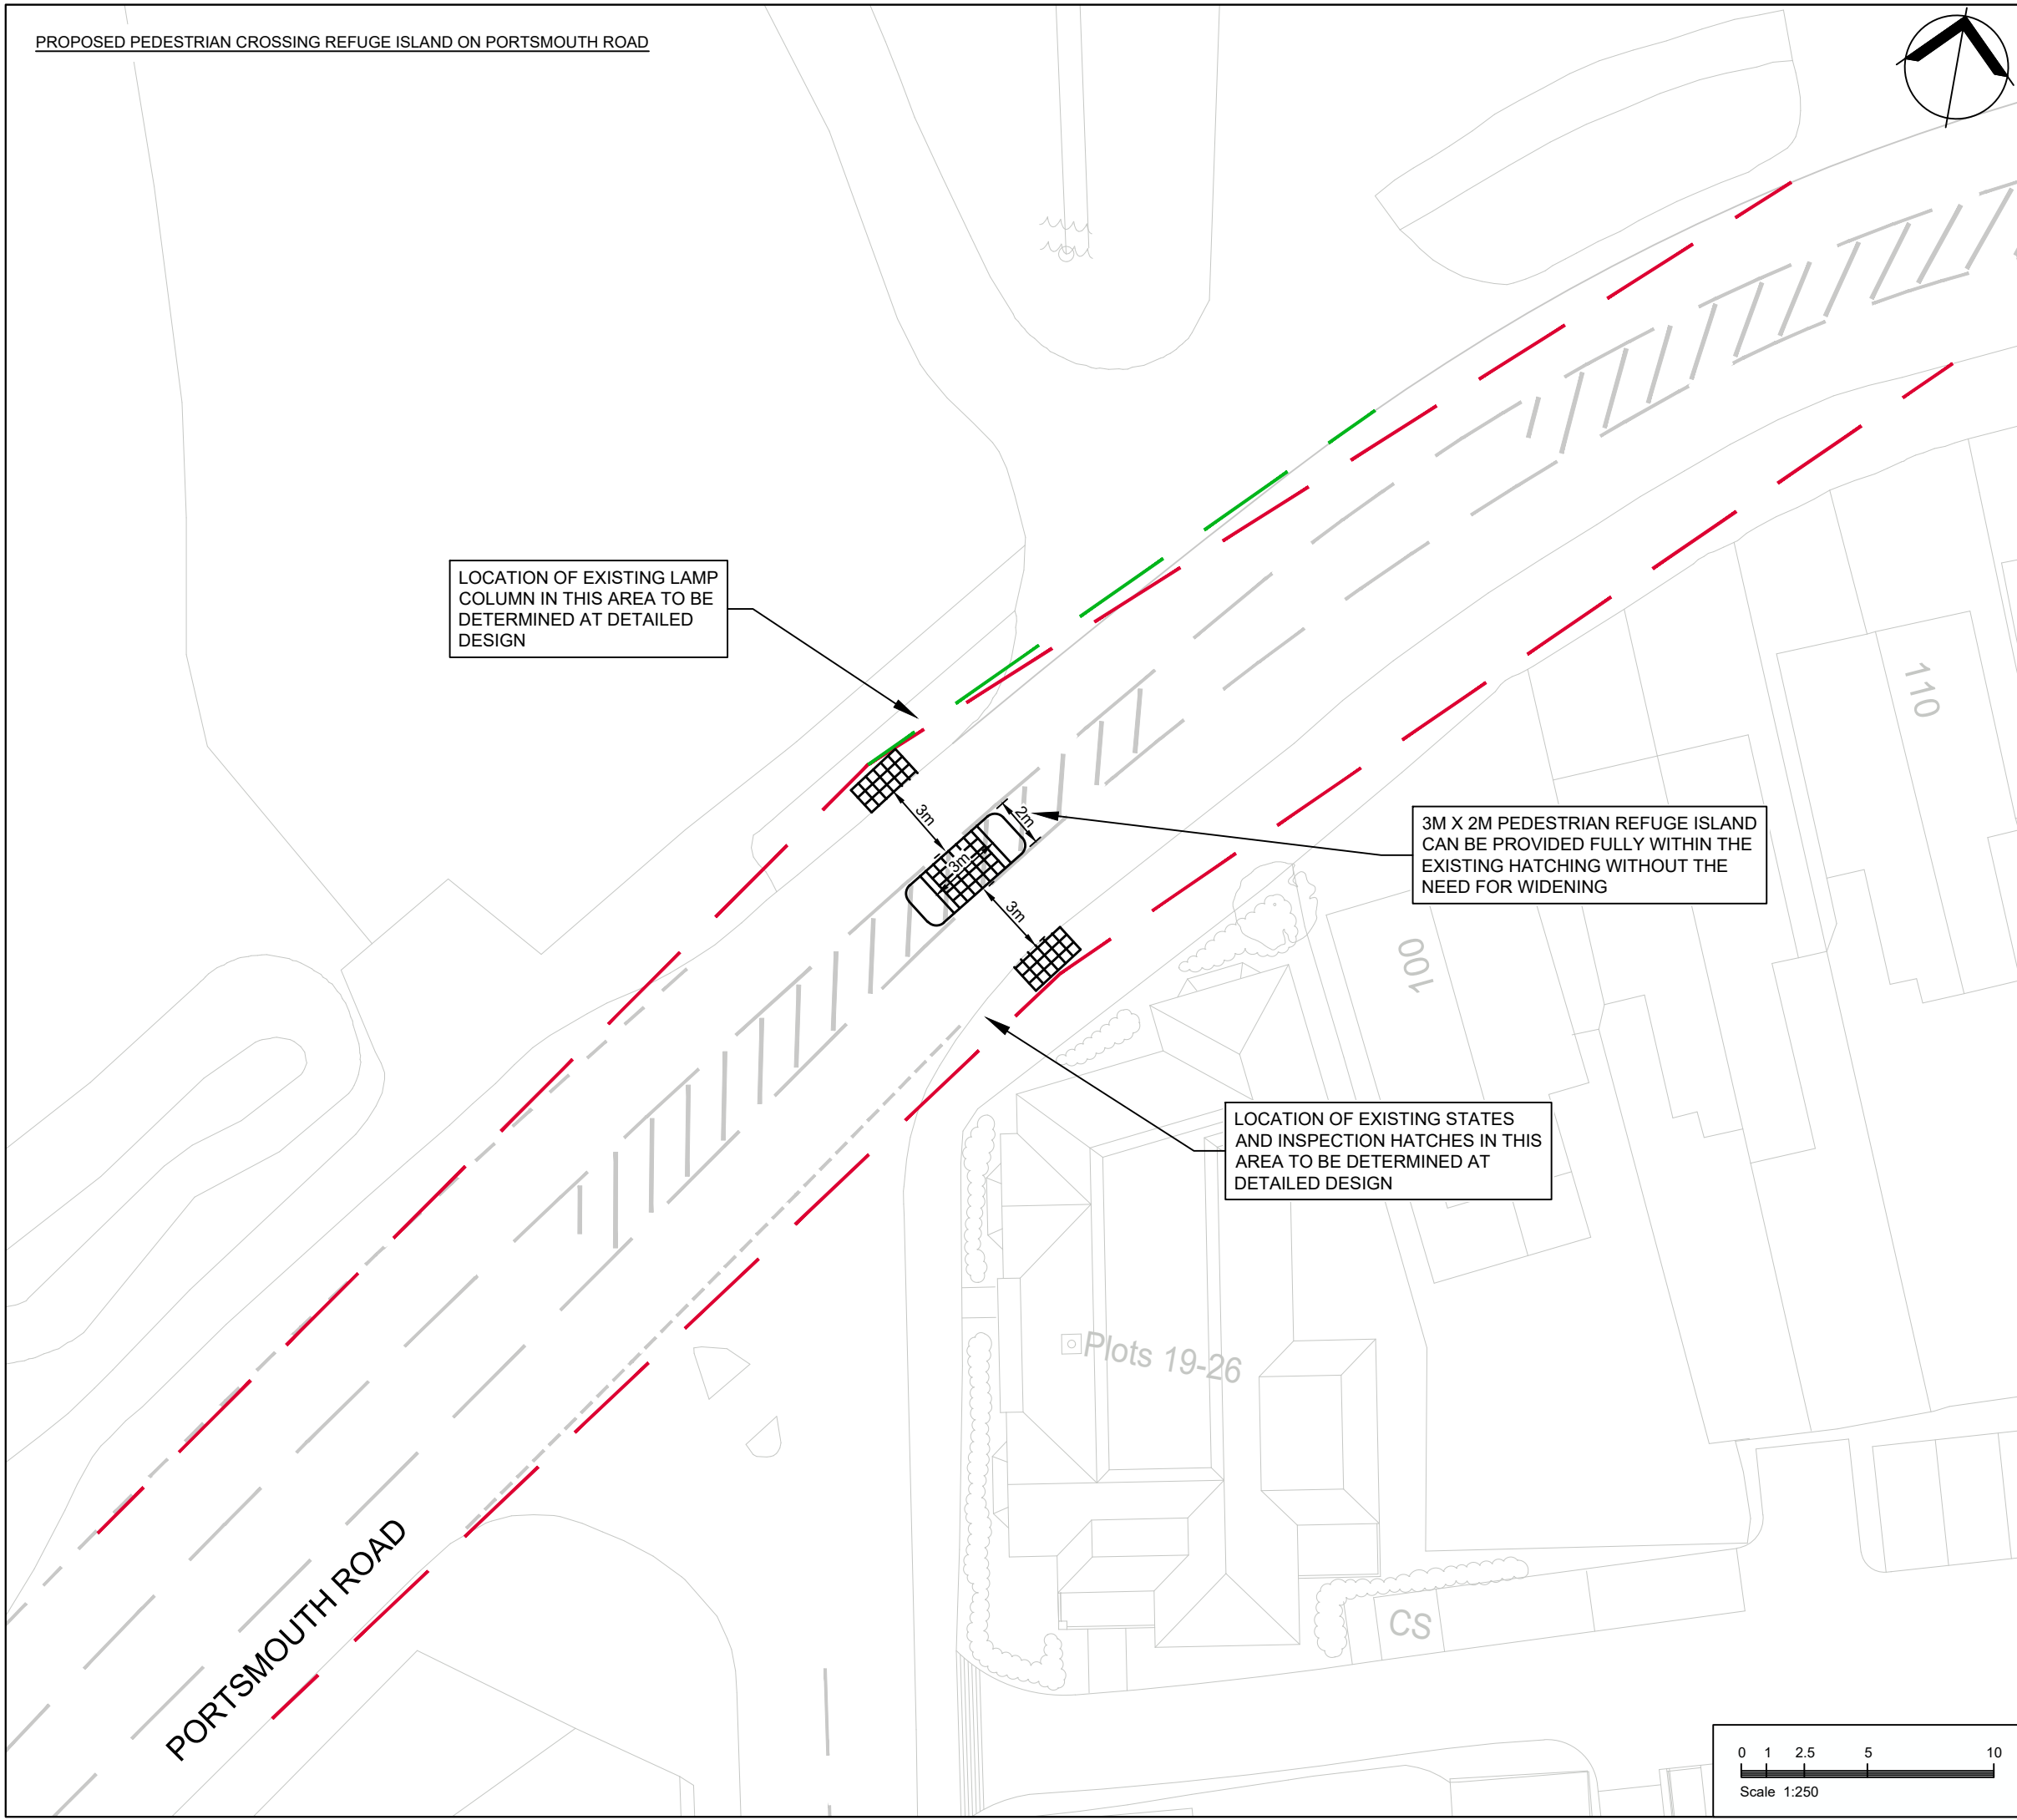 PROPOSED PEDESTRIAN CROSSING REFUGE ISLAND ON PORTSMOUTH ROAD
LOCATION OF EXISTING LAMP
COLUMN IN THIS AREA TO BE
DETERMINED AT DETAILED
DESIGN
110
3m
2m
3m
3m
3M X 2M PEDESTRIAN REFUGE ISLAND
CAN BE PROVIDED FULLY WITHIN THE
EXISTING HATCHING WITHOUT THE
NEED FOR WIDENING
100
LOCATION OF EXISTING STATES
AND INSPECTION HATCHES IN THIS
AREA TO BE DETERMINED AT
DETAILED DESIGN
Plots 19-26
PORTSMOUTH ROAD
CS
0 1 2.5 5 10
Scale 1:250